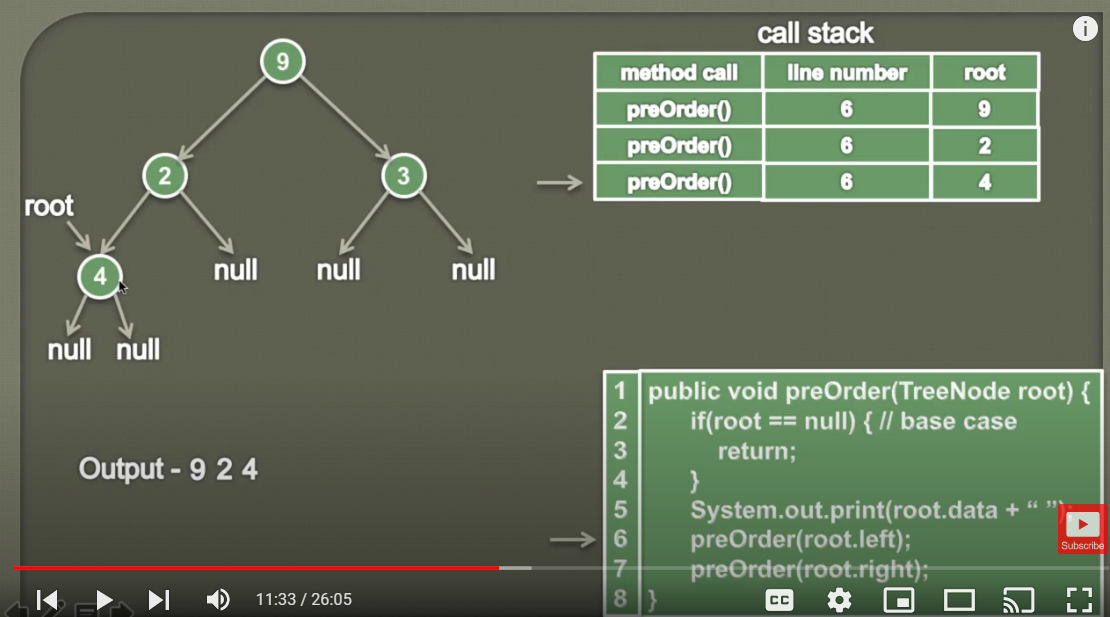 call stack
method call line number root
preOrder() 6 9
preOrder() 6 2
preOrder() 6 4
9
2 3
root
4 null null null
null null
Output - 9 2 4
1 public void preOrder(TreeNode root) {
2 if(root == null) { // base case
3 return;
4 }
5 System.out.print(root.data + “ ”);
6 preOrder(root.left);
7 preOrder(root.right);
8 }
Subscribe
11:33 / 26:05
CC